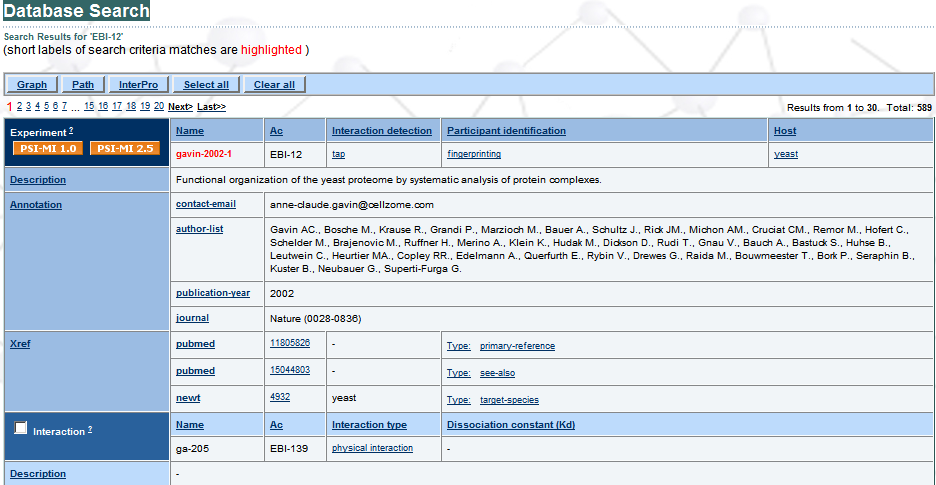 Database Search
Search Results for 'EBI-12'
(short labels of search criteria matches are highlighted )
Graph Path InterPro Select all Clear all
1 2 3 4 5 6 7 ... 15 16 17 18 19 20 Next> Last>> Results from 1 to 30. Total: 589
Experiment ? Name Ac Interaction detection Participant identification Host
PSI-MI 1.0 PSI-MI 2.5 gavin-2002-1 EBI-12 tap fingerprinting yeast
Description Functional organization of the yeast proteome by systematic analysis of protein complexes.
Annotation contact-email anne-claude.gavin@cellzome.com
author-list Gavin AC., Bosche M., Krause R., Grandi P., Marzioch M., Bauer A., Schultz J., Rick JM., Michon AM., Cruciat CM., Remor M., Hofert C.,
Schelder M., Brajenovic M., Ruffner H., Merino A., Klein K., Hudak M., Dickson D., Rudi T., Gnau V., Bauch A., Bastuck S., Huhse B.,
Leutwein C., Heurtier MA., Copley RR., Edelmann A., Querfurth E., Rybin V., Drewes G., Raida M., Bouwmeester T., Bork P., Seraphin B.,
Kuster B., Neubauer G., Superti-Furga G.
publication-year 2002
journal Nature (0028-0836)
Xref pubmed 11805826 - Type: primary-reference
pubmed 15044803 - Type: see-also
newt 4932 yeast Type: target-species
Interaction ? Name Ac Interaction type Dissociation constant (Kd)
ga-205 EBI-139 physical interaction -
Description -